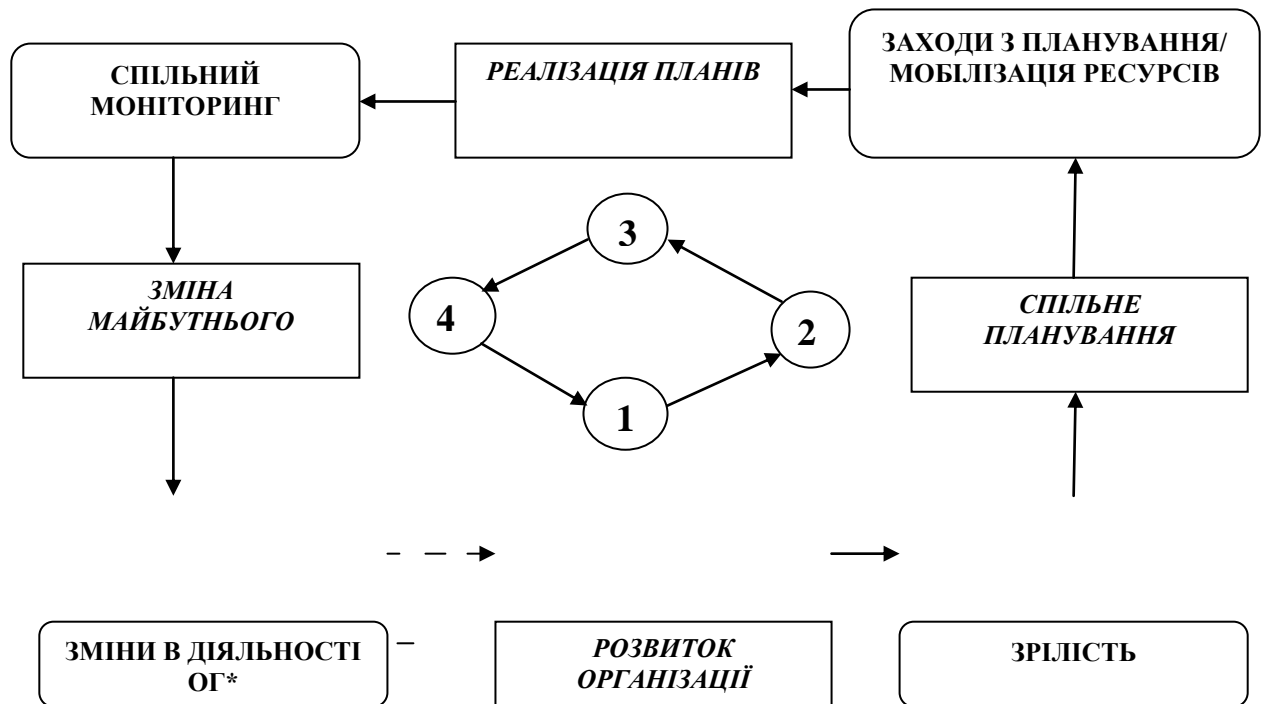 СПІЛЬНИЙ
МОНІТОРИНГ
РЕАЛІЗАЦІЯ ПЛАНІВ
ЗАХОДИ З ПЛАНУВАННЯ/
МОБІЛІЗАЦІЯ РЕСУРСІВ
3
ЗМІНА
МАЙБУТНЬОГО
4
2
СПІЛЬНЕ
ПЛАНУВАННЯ
1
ЗМІНИ В ДІЯЛЬНОСТІ
ОГ*
РОЗВИТОК
ОРГАНІЗАЦІЇ
ЗРІЛІСТЬ